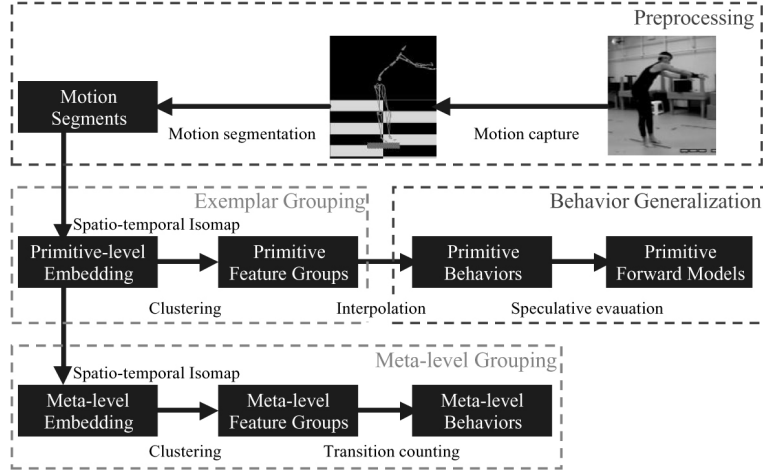 Preprocessing
Motion
Segments
Motion segmentation
Motion capture
Exemplar Grouping
Behavior Generalization
Spatio-temporal Isomap
Primitive-level
Embedding
Primitive
Feature Groups
Primitive
Behaviors
Primitive
Forward Models
Clustering
Interpolation
Speculative evauation
Meta-level Grouping
Spatio-temporal Isomap
Meta-level
Embedding
Meta-level
Feature Groups
Meta-level
Behaviors
Clustering
Transition counting